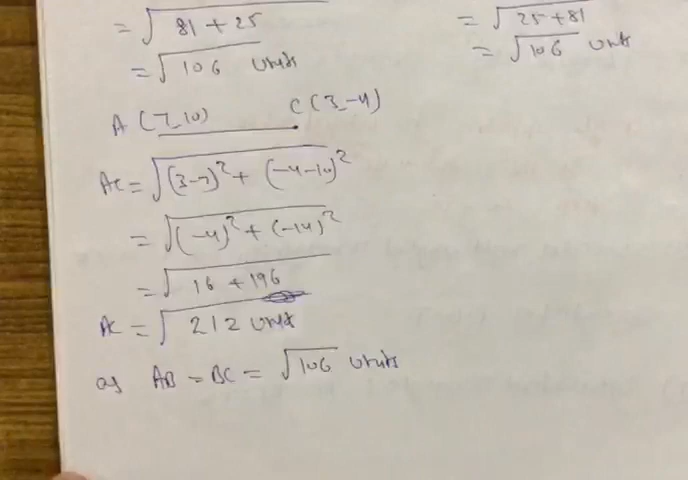 = √81 + 25
= √25 + 81
= √106 units
= √106 units
A (7,10) C (3,-4)
AC = √(3-7)² + (-4-10)²
= √(-4)² + (-14)²
= √16 + 196
AC = √212 units
as AB = BC = √106 units